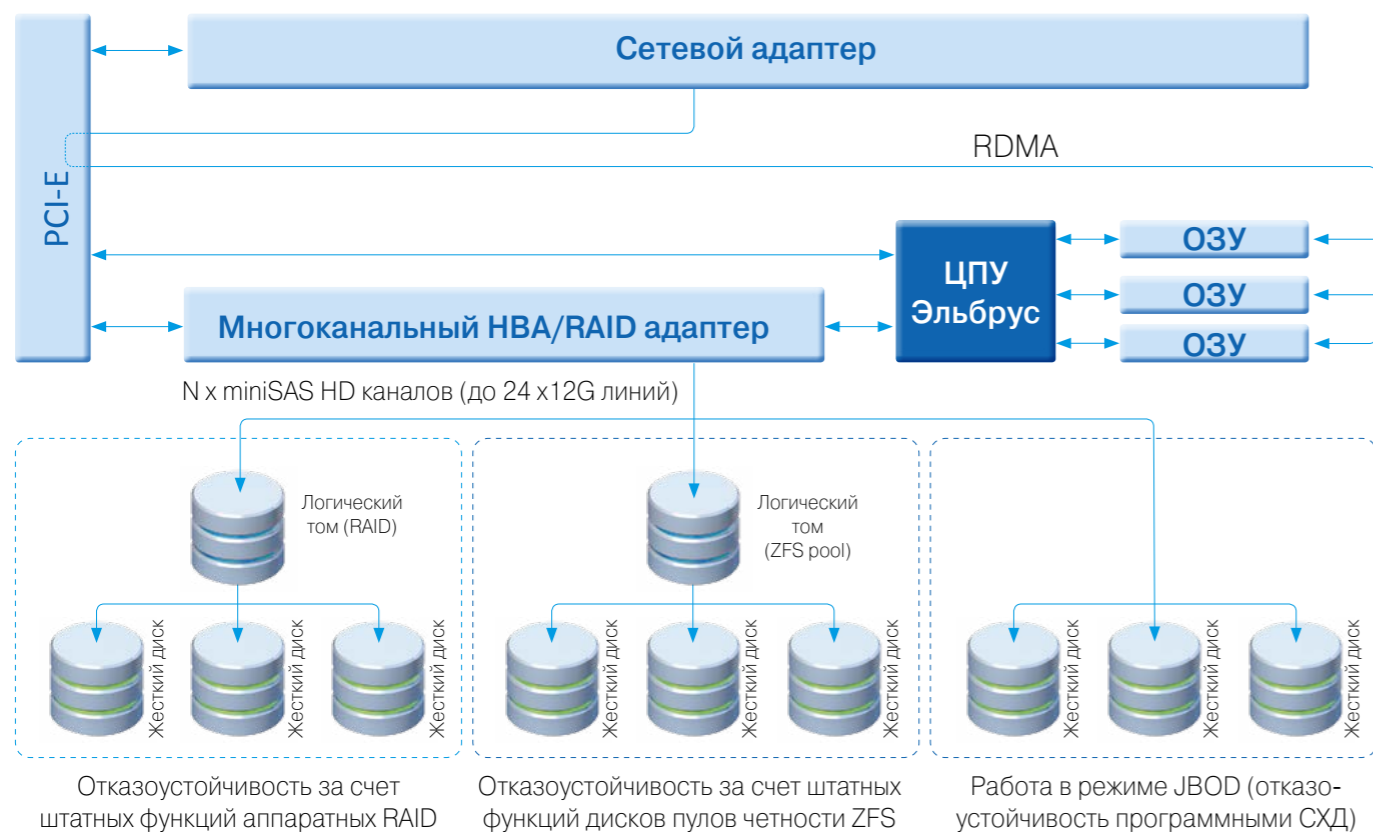 Сетевой адаптер
RDMA
PCI-E
ЦПУ
Эльбрус
ОЗУ
ОЗУ
ОЗУ
Многоканальный HBA/RAID адаптер
N x miniSAS HD каналов (до 24 x12G линий)
Логический
том (RAID)
Логический
том
(ZFS pool)
Жесткий диск
Жесткий диск
Жесткий диск
Жесткий диск
Жесткий диск
Жесткий диск
Жесткий диск
Жесткий диск
Жесткий диск
Отказоустойчивость за счет
штатных функций аппаратных RAID
Отказоустойчивость за счет штатных
функций дисков пулов четности ZFS
Работа в режиме JBOD (отказо-
устойчивость программными СХД)